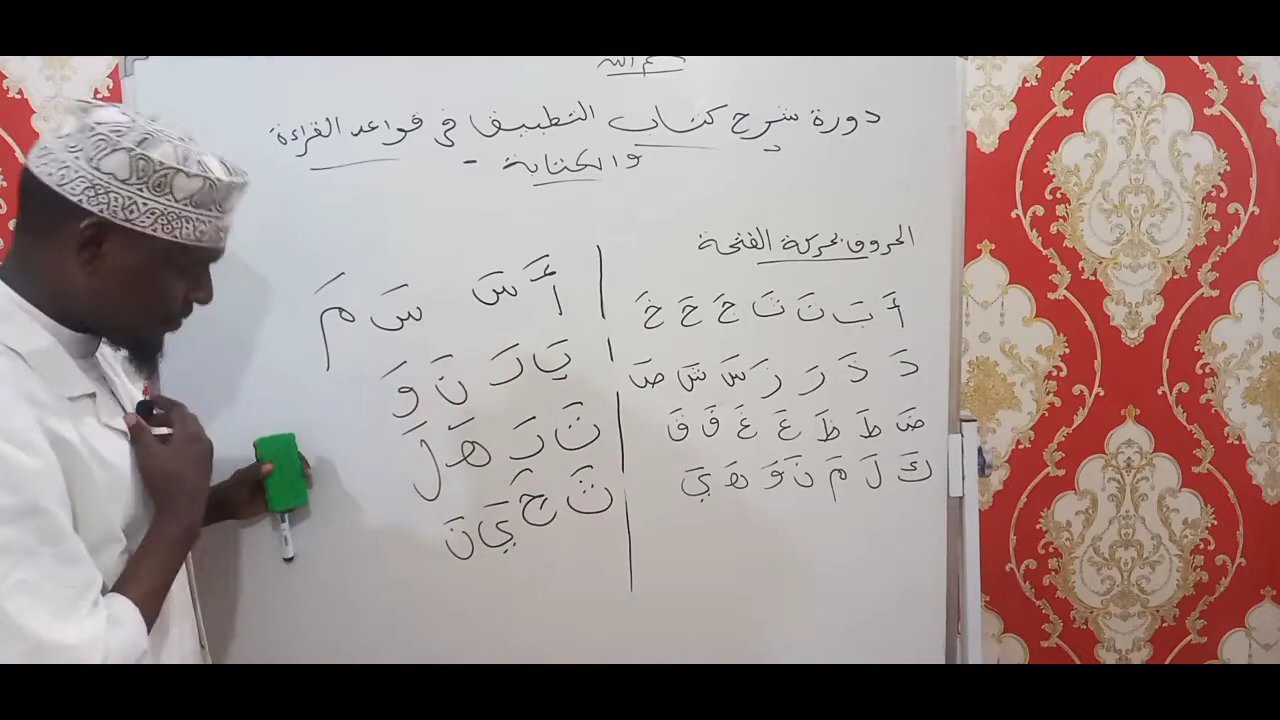 بسم الله
دورة شرح كتاب التطبيق في قواعد القراءة
والكتابة -
الحروف بحركة الفتحة
أَ بَ تَ ثَ جَ حَ خَ
دَ ذَ رَ زَ سَ شَ صَ
ضَ طَ ظَ عَ غَ فَ قَ
كَ لَ مَ نَ وَ هَ يَ
أَ سَ سَ مَ
يَ رَ نَ وَ
تَ رَ هَ لَ
ثَ جَ يَ نَ